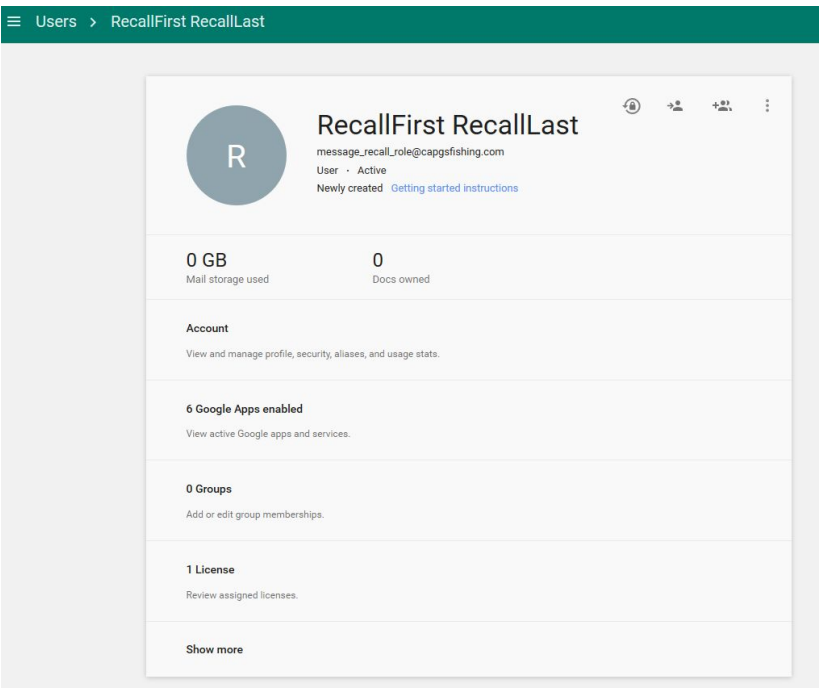 Users > RecallFirst RecallLast
R
RecallFirst RecallLast
message_recall_role@capgsfishing.com
User · Active
Newly created Getting started instructions
0 GB 0
Mail storage used Docs owned
Account
View and manage profile, security, aliases, and usage stats.
6 Google Apps enabled
View active Google apps and services.
0 Groups
Add or edit group memberships.
1 License
Review assigned licenses.
Show more